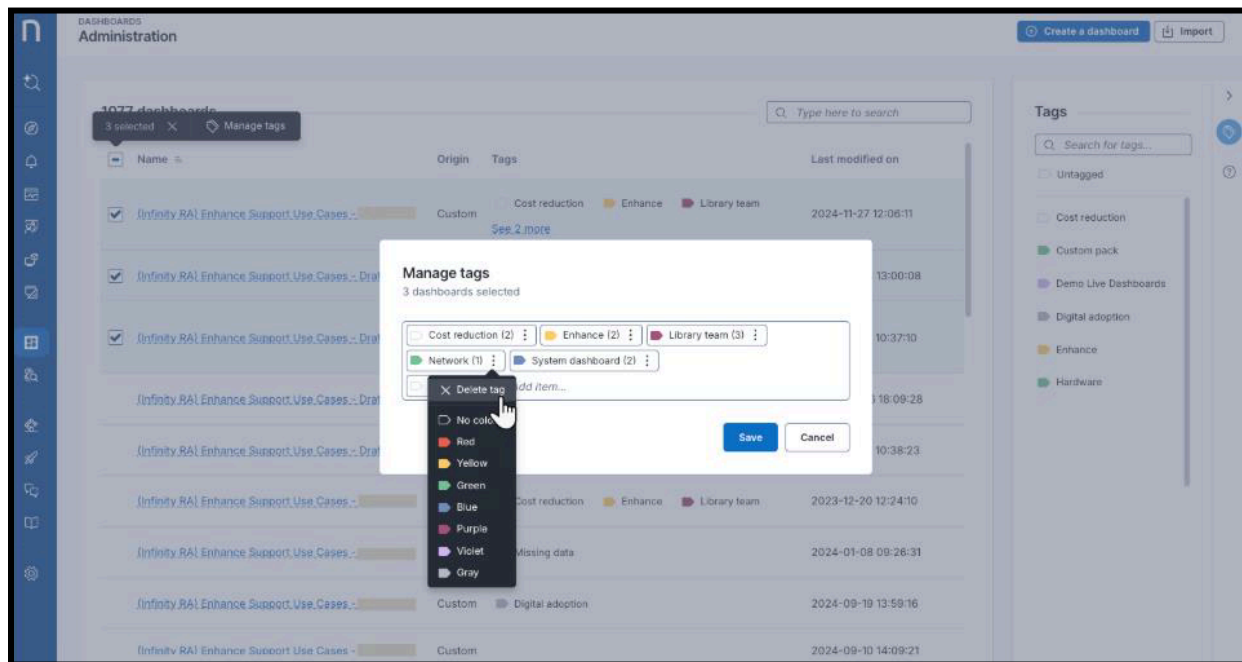 n
DASHBOARDS
Administration
Create a dashboard
Import
1077 dashboards
3 selected
Manage tags
Type here to search
Name
Origin
Tags
Last modified on
[Infinity RA] Enhance Support Use Cases -
Custom
Cost reduction
Enhance
Library team
2024-11-27 12:06:11
See 2 more
[Infinity RA] Enhance Support Use Cases - Dra
13:00:08
[Infinity RA] Enhance Support Use Cases - Dra
10:37:10
[Infinity RA] Enhance Support Use Cases - Dra
18:09:28
[Infinity RA] Enhance Support Use Cases - Dra
10:38:23
[Infinity RA] Enhance Support Use Cases -
Cost reduction
Enhance
Library team
2023-12-20 12:24:10
[Infinity RA] Enhance Support Use Cases -
Missing data
2024-01-08 09:26:31
[Infinity RA] Enhance Support Use Cases -
Custom
Digital adoption
2024-09-19 13:59:16
[Infinity RA] Enhance Support Use Cases -
Custom
2024-09-10 14:09:21
Manage tags
3 dashboards selected
Cost reduction (2)
Enhance (2)
Library team (3)
Network (1)
System dashboard (2)
add item...
Delete tag
No colo
Red
Yellow
Green
Blue
Purple
Violet
Gray
Save
Cancel
Tags
Search for tags...
Untagged
Cost reduction
Custom pack
Demo Live Dashboards
Digital adoption
Enhance
Hardware